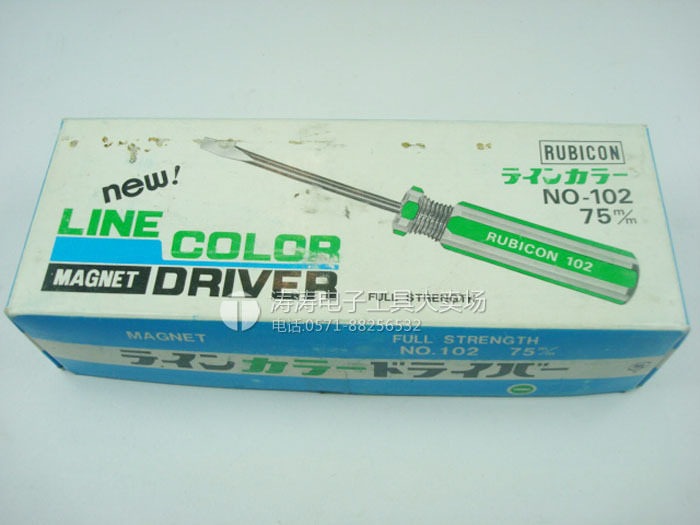 new!
LINE
COLOR
MAGNET DRIVER
RUBICON
ラインカラー
NO-102
75 m/m
RUBICON 102
FULL STRENGTH
涛涛电子工具大卖场
电话:0571-88256532
MAGNET
FULL STRENGTH
NO.102 75 m/m
ラインカラードライバー